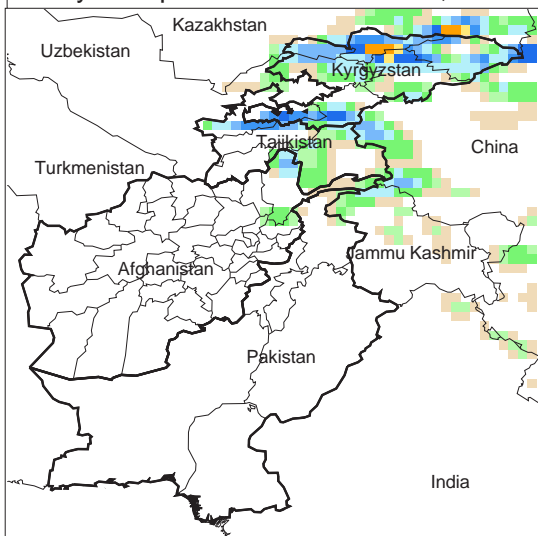 Kazakhstan
Uzbekistan
Kyrgyzstan
Tajikistan
China
Turkmenistan
Jammu Kashmir
Afghanistan
Pakistan
India